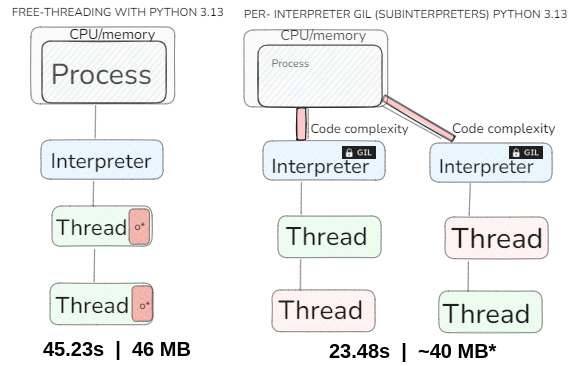 FREE-THREADING WITH PYTHON 3.13
CPU/memory
Process
Interpreter
Thread o*
Thread o*
45.23s | 46 MB
PER- INTERPRETER GIL (SUBINTERPRETERS) PYTHON 3.13
CPU/memory
Process
Code complexity
Code complexity
GIL
Interpreter
GIL
Interpreter
Thread
Thread
Thread
Thread
23.48s | ~40 MB*